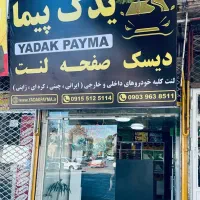 یدک پیما
YADAK PAYMA
دیسک صفحه لنت
لنت کلیه خودروهای داخلی و خارجی (ایرانی، چینی، کره ای، ژاپنی)
0915 512 5114
0903 963 8511